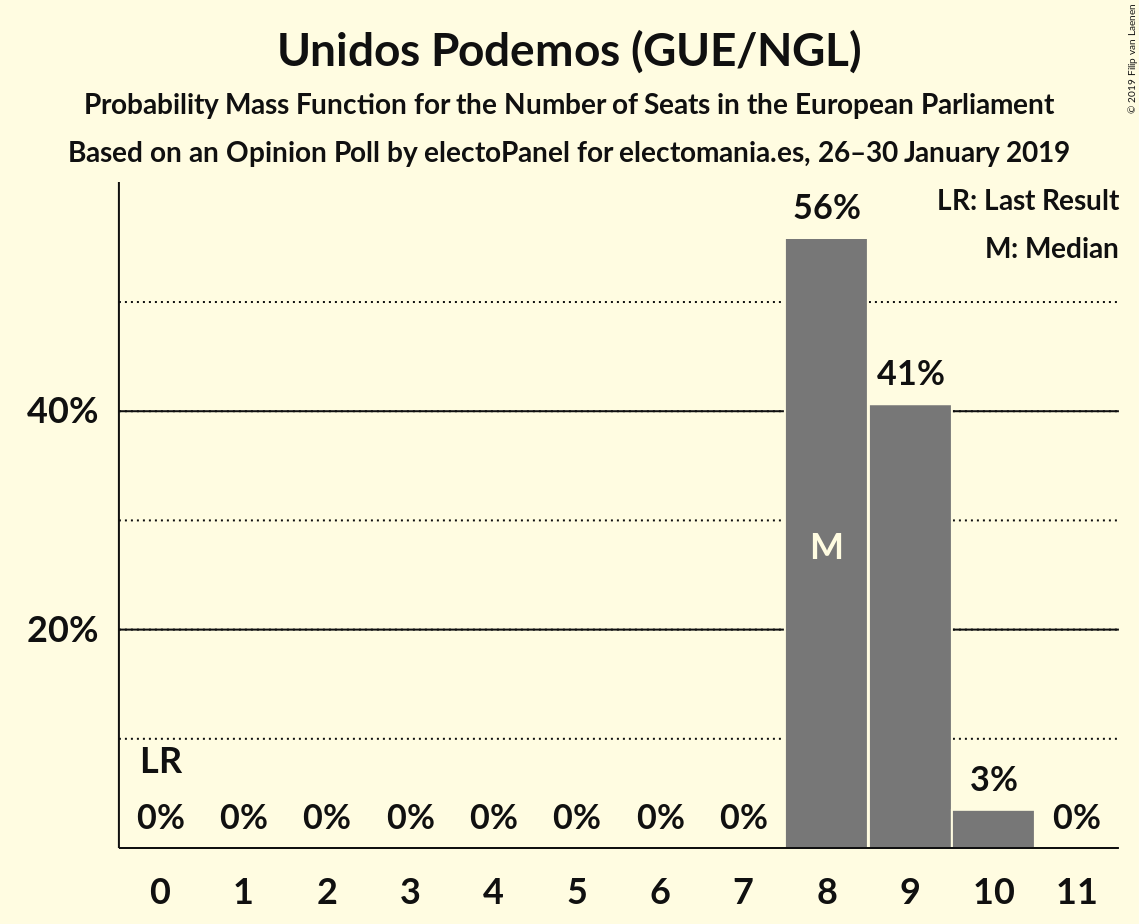 Unidos Podemos (GUE/NGL)
Probability Mass Function for the Number of Seats in the European Parliament
Based on an Opinion Poll by electoPanel for electomania.es, 26–30 January 2019
© 2019 Filip van Laenen
LR: Last Result
M: Median
56%
41%
40%
M
20%
LR
3%
0% 0% 0% 0% 0% 0% 0% 0% 0%
0 1 2 3 4 5 6 7 8 9 10 11